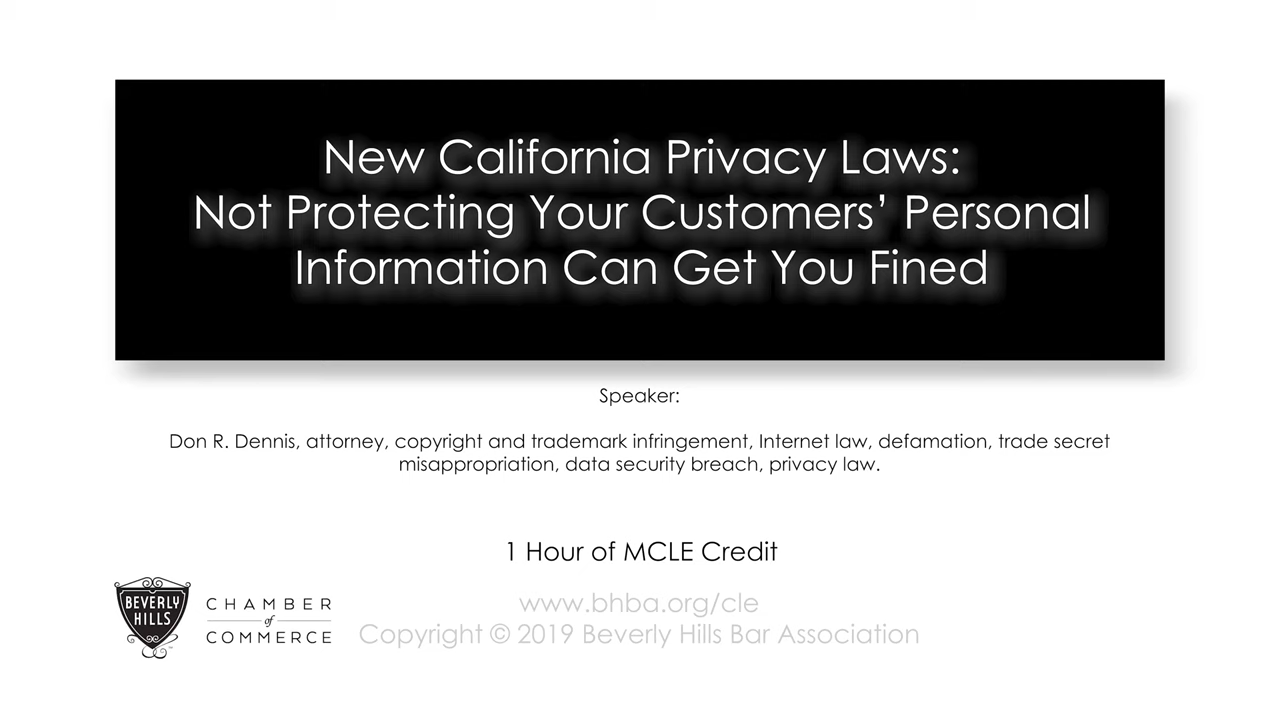 New California Privacy Laws:
Not Protecting Your Customers’ Personal
Information Can Get You Fined
Speaker:
Don R. Dennis, attorney, copyright and trademark infringement, Internet law, defamation, trade secret
misappropriation, data security breach, privacy law.
1 Hour of MCLE Credit
BEVERLY
HILLS
CHAMBER
of
COMMERCE
www.bhba.org/cle
Copyright © 2019 Beverly Hills Bar Association